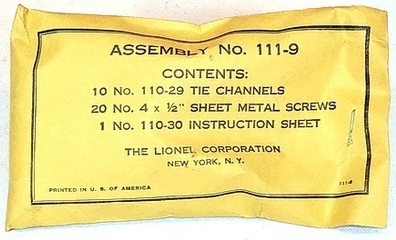 ASSEMBLY No. 111-9
CONTENTS:
10 No. 110-29 TIE CHANNELS
20 No. 4 x ½" SHEET METAL SCREWS
1 No. 110-30 INSTRUCTION SHEET
THE LIONEL CORPORATION
NEW YORK, N.Y.
PRINTED IN U. S. OF AMERICA
111-8